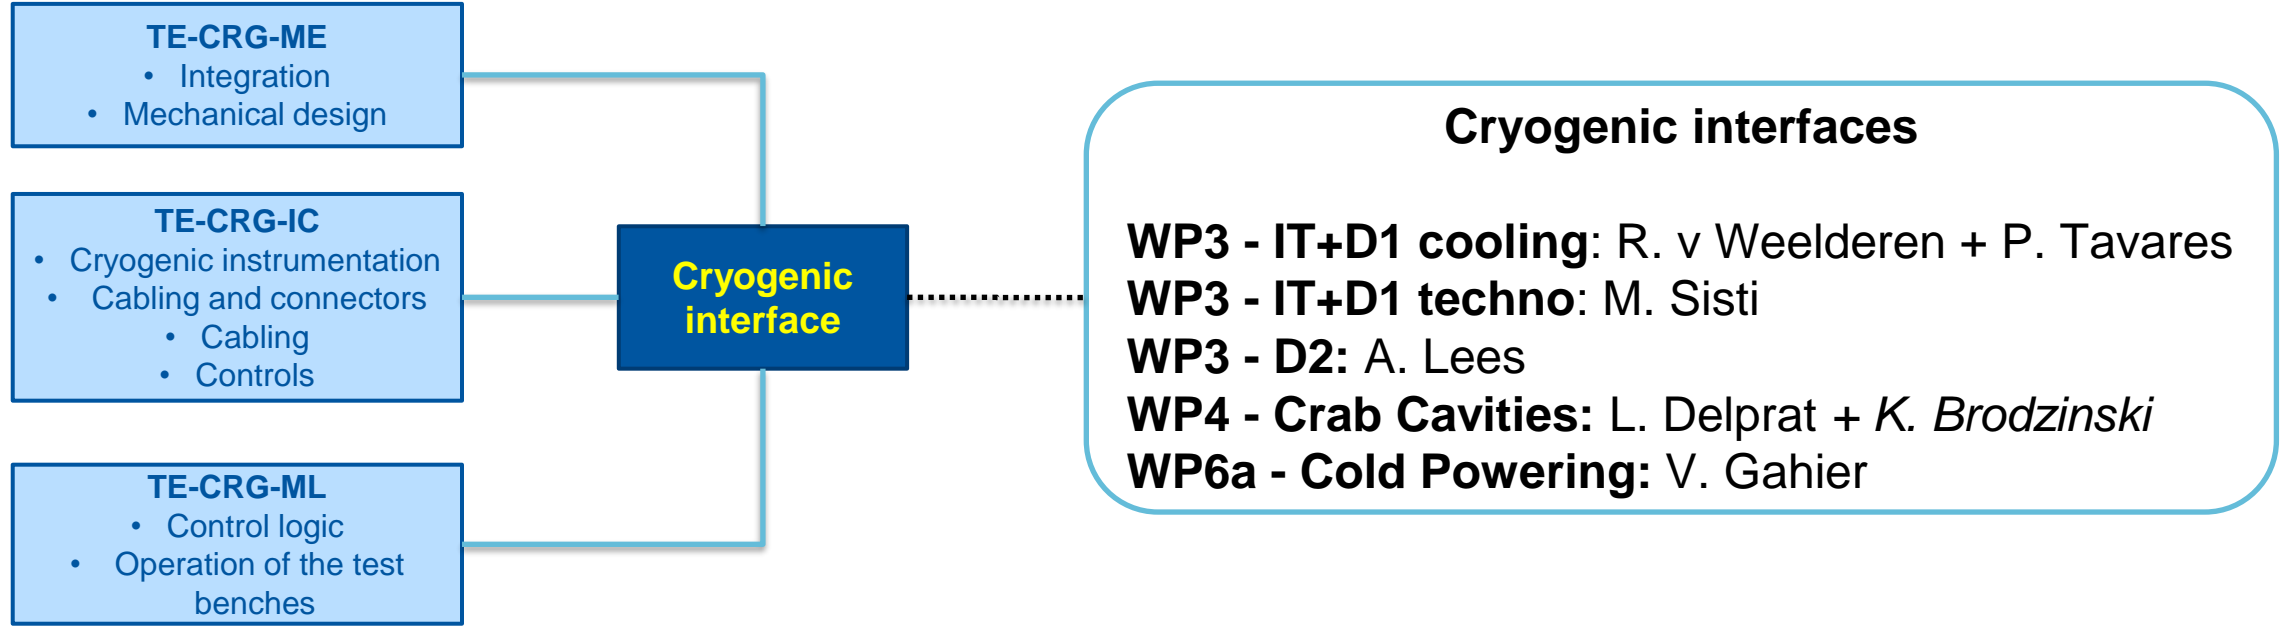 TE-CRG-ME
• Integration
• Mechanical design
TE-CRG-IC
• Cryogenic instrumentation
• Cabling and connectors
• Cabling
• Controls
TE-CRG-ML
• Control logic
• Operation of the test
benches
Cryogenic
interface
Cryogenic interfaces
WP3 - IT+D1 cooling: R. v Weelderen + P. Tavares
WP3 - IT+D1 techno: M. Sisti
WP3 - D2: A. Lees
WP4 - Crab Cavities: L. Delprat + K. Brodzinski
WP6a - Cold Powering: V. Gahier